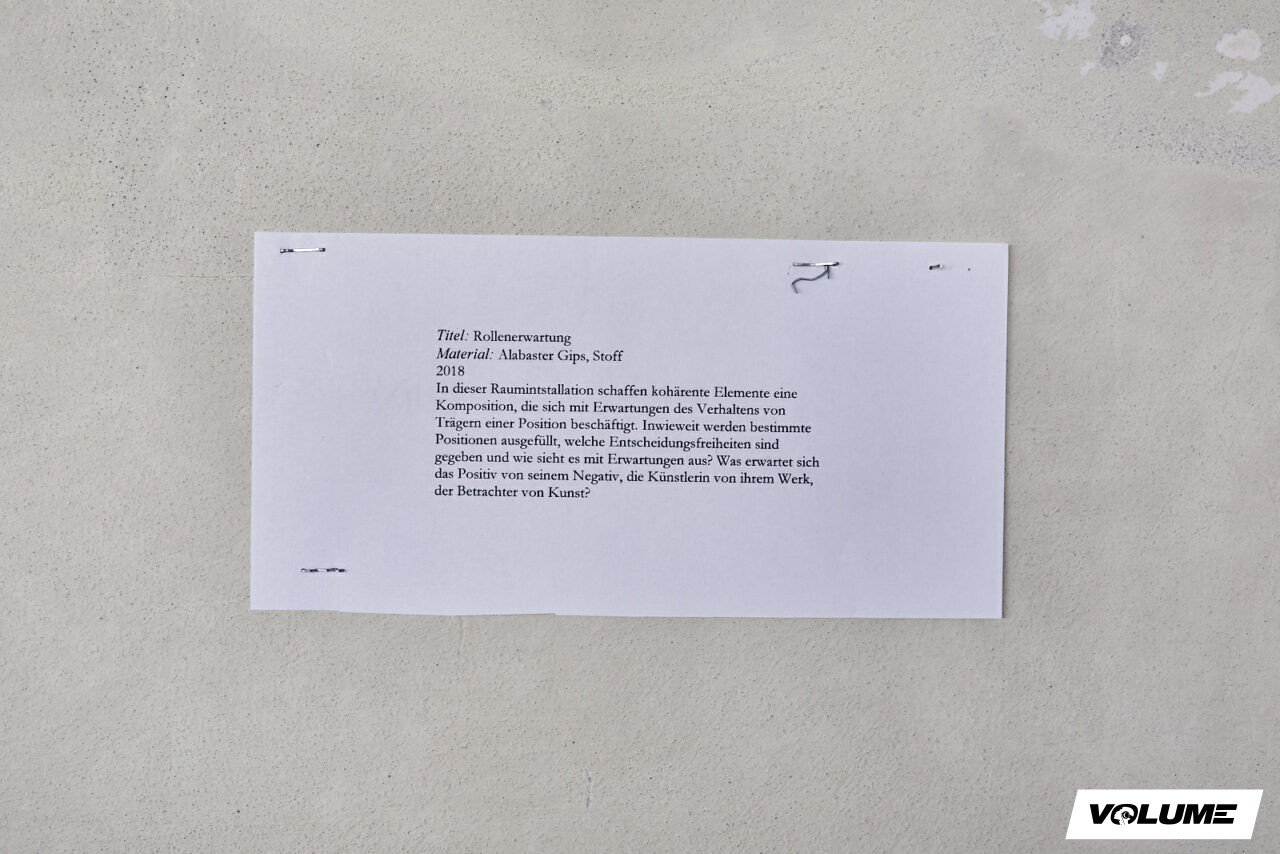 Titel: Rollenerwartung
Material: Alabaster Gips, Stoff
2018
In dieser Raumintstallation schaffen kohärente Elemente eine
Komposition, die sich mit Erwartungen des Verhaltens von
Trägern einer Position beschäftigt. Inwieweit werden bestimmte
Positionen ausgefüllt, welche Entscheidungsfreiheiten sind
gegeben und wie sieht es mit Erwartungen aus? Was erwartet sich
das Positiv von seinem Negativ, die Künstlerin von ihrem Werk,
der Betrachter von Kunst?
VOLUME